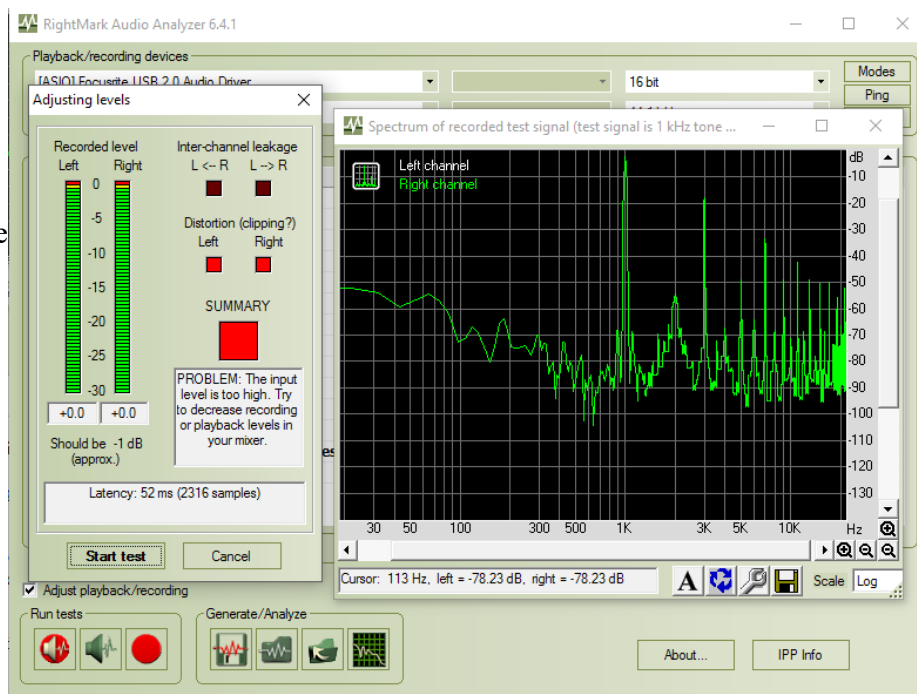 RightMark Audio Analyzer 6.4.1
Playback/recording devices
[ASIO] Focusrite USB 2.0 Audio Driver
16 bit
Modes
Ping
Adjusting levels
Recorded level
Left Right
0
-5
-10
-15
-20
-25
-30
+0.0 +0.0
Should be -1 dB
(approx.)
Inter-channel leakage
L <-- R L --> R
Distortion (clipping?)
Left Right
SUMMARY
PROBLEM: The input
level is too high. Try
to decrease recording
or playback levels in
your mixer.
Latency: 52 ms (2316 samples)
Start test
Cancel
Spectrum of recorded test signal (test signal is 1 kHz tone ...
Left channel
Right channel
dB
-10
-20
-30
-40
-50
-60
-70
-80
-90
-100
-110
-120
-130
30 50 100 300 500 1K 3K 5K 10K Hz
Cursor: 113 Hz, left = -78.23 dB, right = -78.23 dB
A
Scale
Log
Adjust playback/recording
Run tests
Generate/Analyze
About...
IPP Info